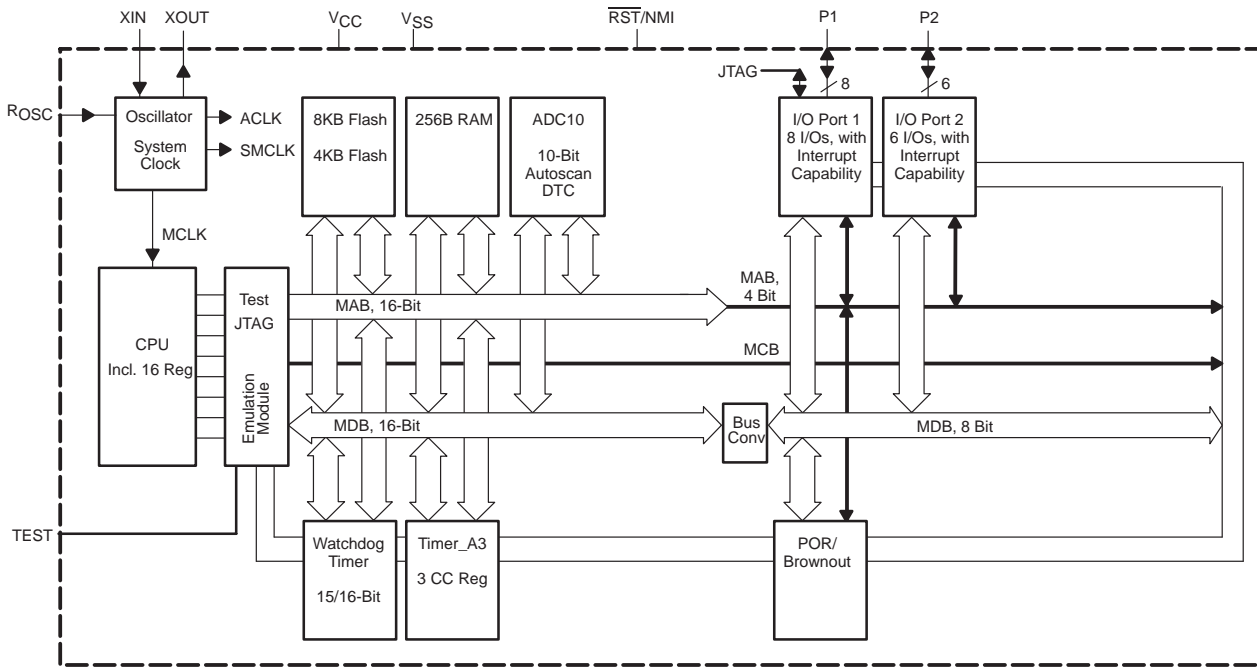 XIN XOUT VCC VSS RST/NMI P1 P2
JTAG
8 6
ROSC
Oscillator
System
Clock
ACLK
SMCLK
8KB Flash
4KB Flash
256B RAM
ADC10
10-Bit
Autoscan
DTC
I/O Port 1
8 I/Os, with
Interrupt
Capability
I/O Port 2
6 I/Os, with
Interrupt
Capability
MCLK
CPU
Incl. 16 Reg
Test
JTAG
Emulation
Module
MAB, 16-Bit
MAB,
4 Bit
MCB
MDB, 16-Bit
Bus
Conv
MDB, 8 Bit
TEST
Watchdog
Timer
15/16-Bit
Timer_A3
3 CC Reg
POR/
Brownout